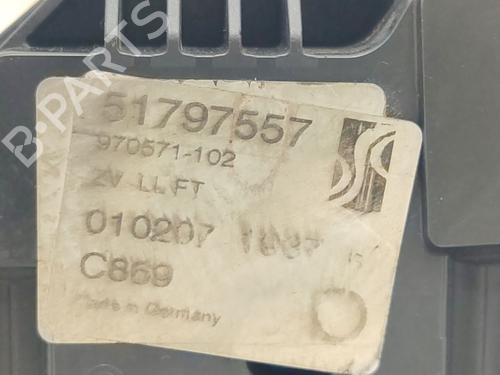 51797557
970571-102
ZV LL FT
010207
C869
Made in Germany
B-PARTS